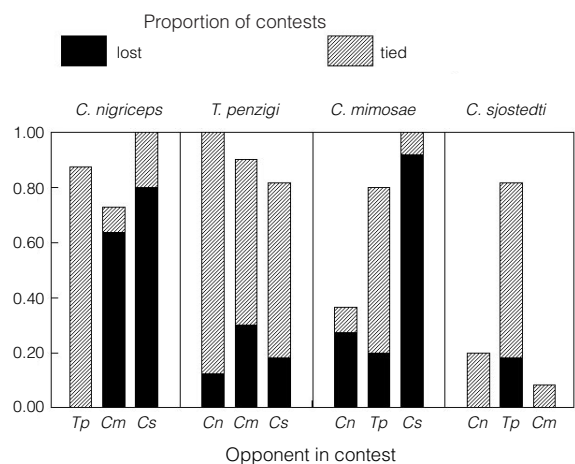 Proportion of contests
lost tied
C. nigriceps T. penzigi C. mimosae C. sjostedti
1.00
0.80
0.60
0.40
0.20
0.00
Tp Cm Cs Cn Cm Cs Cn Tp Cs Cn Tp Cm
Opponent in contest